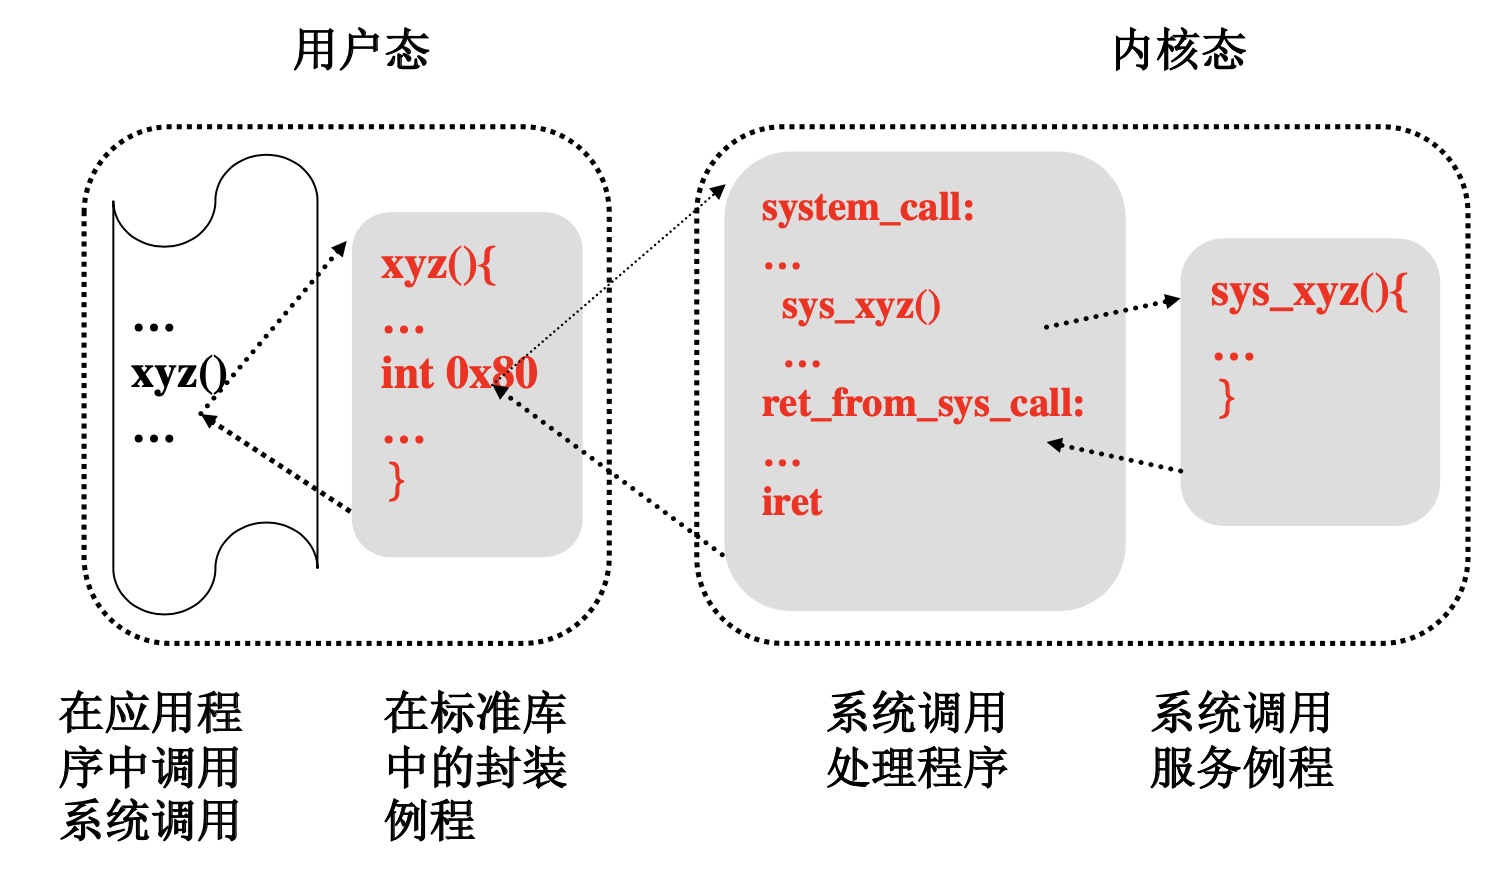 用户态
内核态
...
xyz()
...
xyz(){
...
int 0x80
...
}
system_call:
...
sys_xyz()
...
ret_from_sys_call:
...
iret
sys_xyz(){
...
}
在应用程
序中调用
系统调用
在标准库
中的封装
例程
系统调用
处理程序
系统调用
服务例程